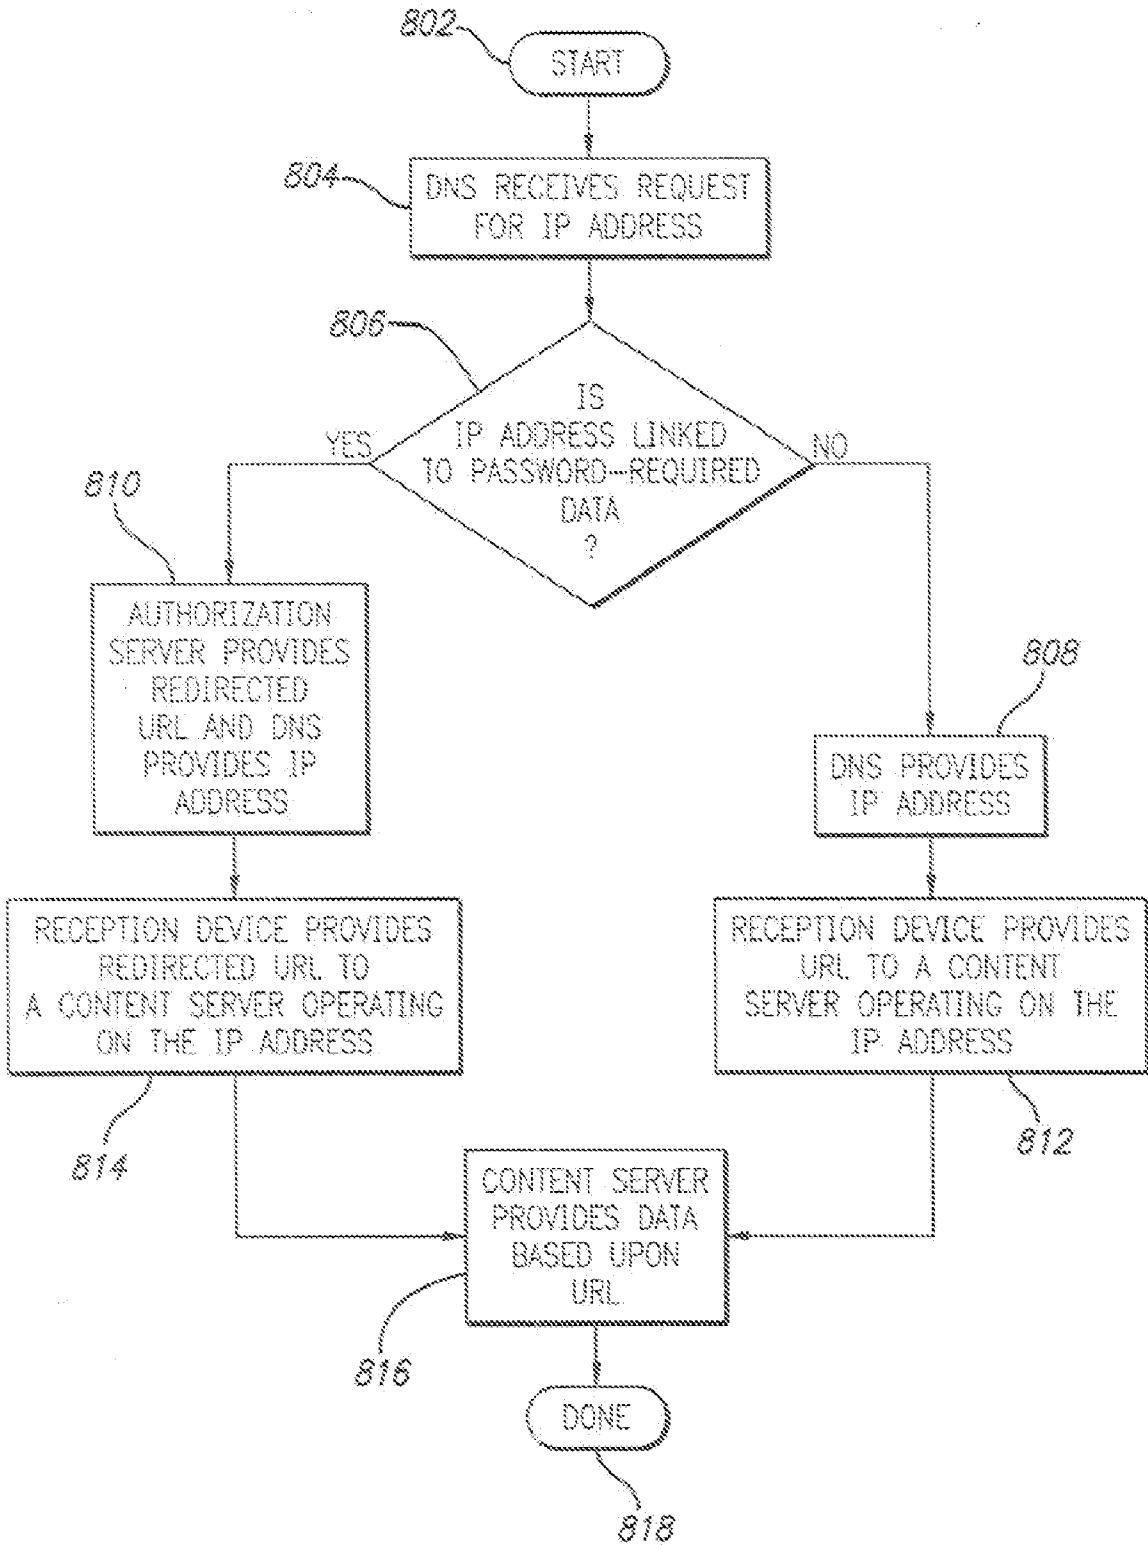 802
START
804
DNS RECEIVES REQUEST
FOR IP ADDRESS
806
IS
IP ADDRESS LINKED
TO PASSWORD-REQUIRED
DATA
?
YES
NO
810
AUTHORIZATION
SERVER PROVIDES
REDIRECTED
URL AND DNS
PROVIDES IP
ADDRESS
808
DNS PROVIDES
IP ADDRESS
RECEPTION DEVICE PROVIDES
REDIRECTED URL TO
A CONTENT SERVER OPERATING
ON THE IP ADDRESS
814
RECEPTION DEVICE PROVIDES
URL TO A CONTENT
SERVER OPERATING ON THE
IP ADDRESS
812
CONTENT SERVER
PROVIDES DATA
BASED UPON
URL
816
DONE
818